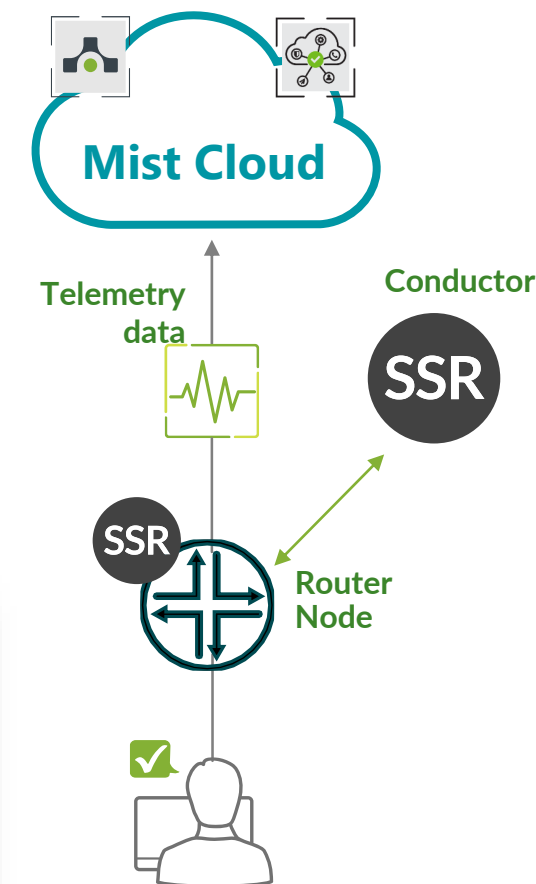 Mist Cloud
Telemetry
data
Conductor
SSR
SSR
Router
Node